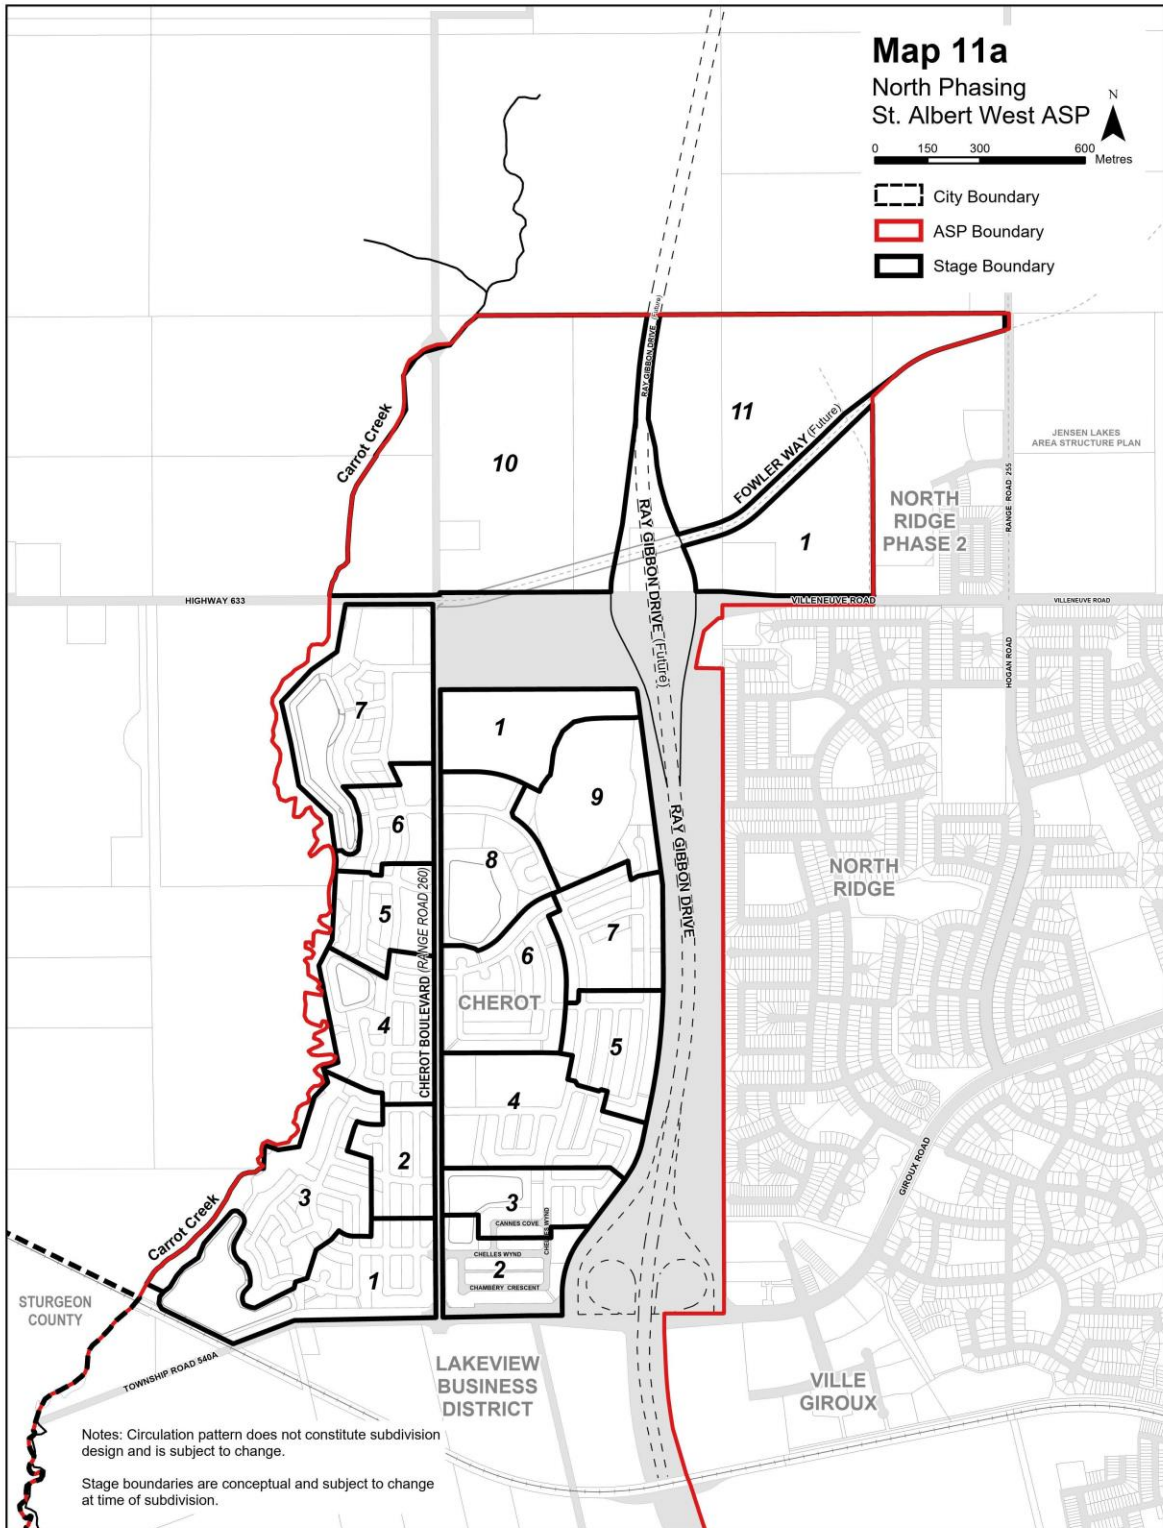 Map 11a
North Phasing
St. Albert West ASP
N
0 150 300 600
Metres
City Boundary
ASP Boundary
Stage Boundary
RAY GIBBON DRIVE (Future)
Carrot Creek
10
11
FOWLER WAY (Future)
JENSEN LAKES
AREA STRUCTURE PLAN
RANGE ROAD 255
NORTH
RIDGE
PHASE 2
1
RAY GIBBON DRIVE (Future)
HIGHWAY 633
VILLENEUVE ROAD
VILLENEUVE ROAD
HOGAN ROAD
7
1
9
6
8
RAY GIBBON DRIVE
NORTH
RIDGE
5
7
6
CHEROT BOULEVARD (RANGE ROAD 260)
CHEROT
4
5
4
GIROUX ROAD
2
3
3
CANNES COVE
CHELLES WYND
CHELLES WYND
2
CHAMBERY CRESCENT
Carrot Creek
1
STURGEON
COUNTY
TOWNSHIP ROAD 540A
LAKEVIEW
BUSINESS
DISTRICT
VILLE
GIROUX
Notes: Circulation pattern does not constitute subdivision
design and is subject to change.
Stage boundaries are conceptual and subject to change
at time of subdivision.